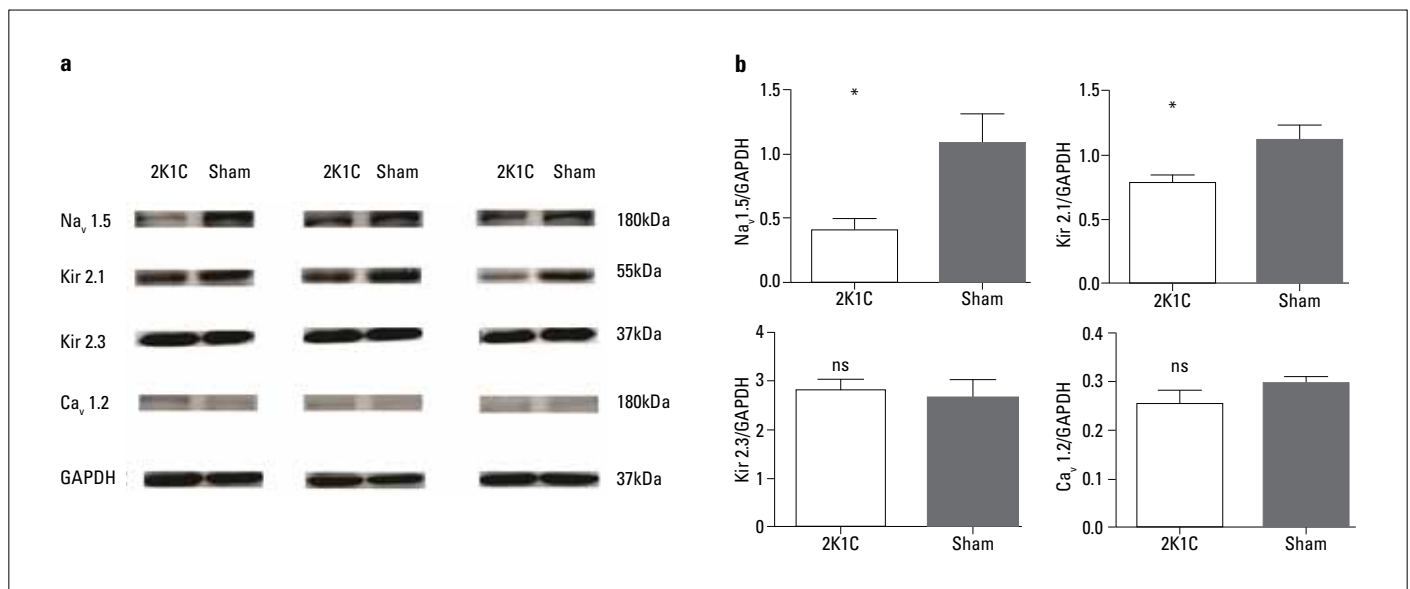 a
2K1C Sham 2K1C Sham 2K1C Sham
Nav 1.5 180kDa
Kir 2.1 55kDa
Kir 2.3 37kDa
Cav 1.2 180kDa
GAPDH 37kDa
b
Nav 1.5/GAPDH
1.5
1.0
0.5
0.0
*
2K1C Sham
Kir 2.1/GAPDH
1.5
1.0
0.5
0.0
*
2K1C Sham
Kir 2.3/GAPDH
4
3
2
1
0
ns
2K1C Sham
Cav 1.2/GAPDH
0.4
0.3
0.2
0.1
0.0
ns
2K1C Sham